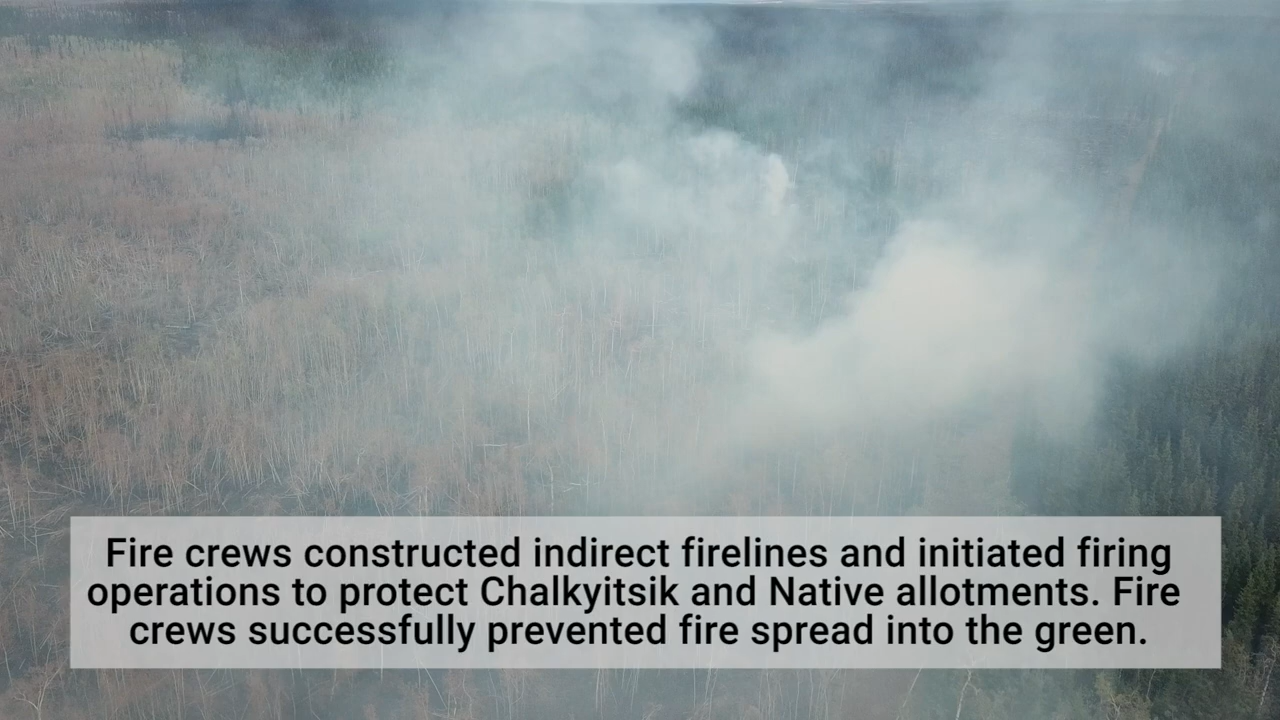 Fire crews constructed indirect firelines and initiated firing
operations to protect Chalkyitsik and Native allotments. Fire
crews successfully prevented fire spread into the green.